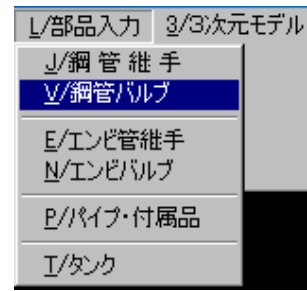 L/部品入力 3/3次元モデル
J/鋼 管 継 手
V/鋼管バルブ
E/エンビ管継手
N/エンビバルブ
P/パイプ・付属品
T/タンク